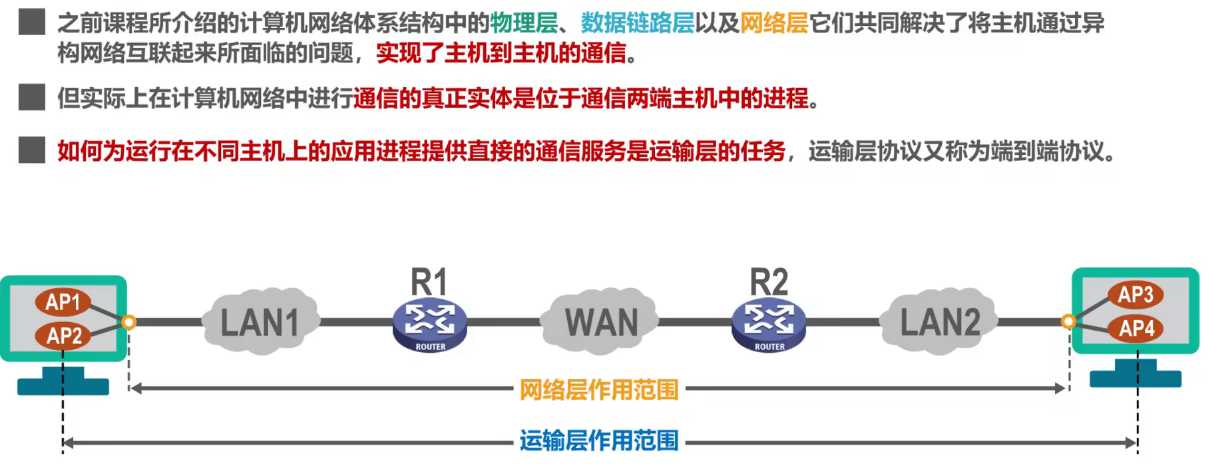 之前课程所介绍的计算机网络体系结构中的物理层、数据链路层以及网络层它们共同解决了将主机通过异
构网络互联起来所面临的问题，实现了主机到主机的通信。
但实际上在计算机网络中进行通信的真正实体是位于通信两端主机中的进程。
如何为运行在不同主机上的应用进程提供直接的通信服务是运输层的任务，运输层协议又称为端到端协议。
R1
R2
AP1
AP2
LAN1
ROUTER
WAN
ROUTER
LAN2
AP3
AP4
网络层作用范围
运输层作用范围